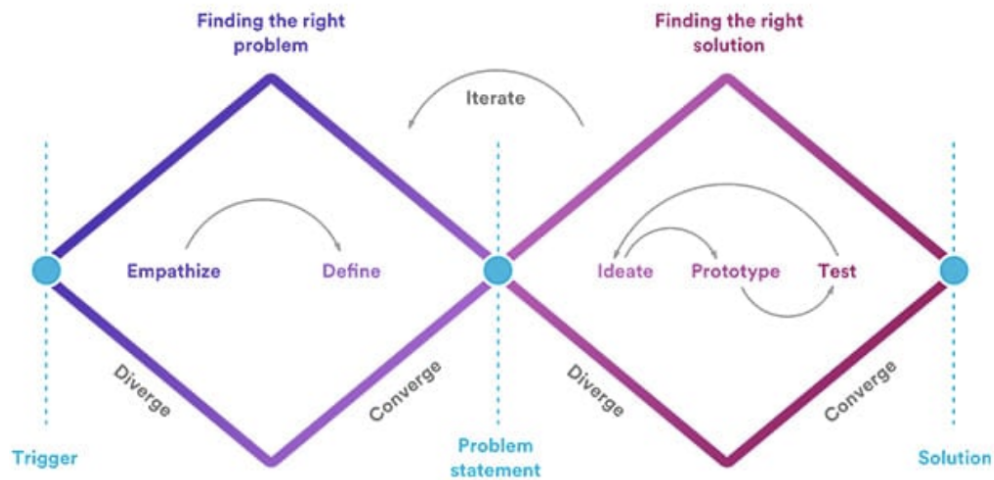 Finding the right
problem
Finding the right
solution
Iterate
Empathize
Define
Ideate
Prototype
Test
Diverge
Converge
Diverge
Converge
Trigger
Problem
statement
Solution